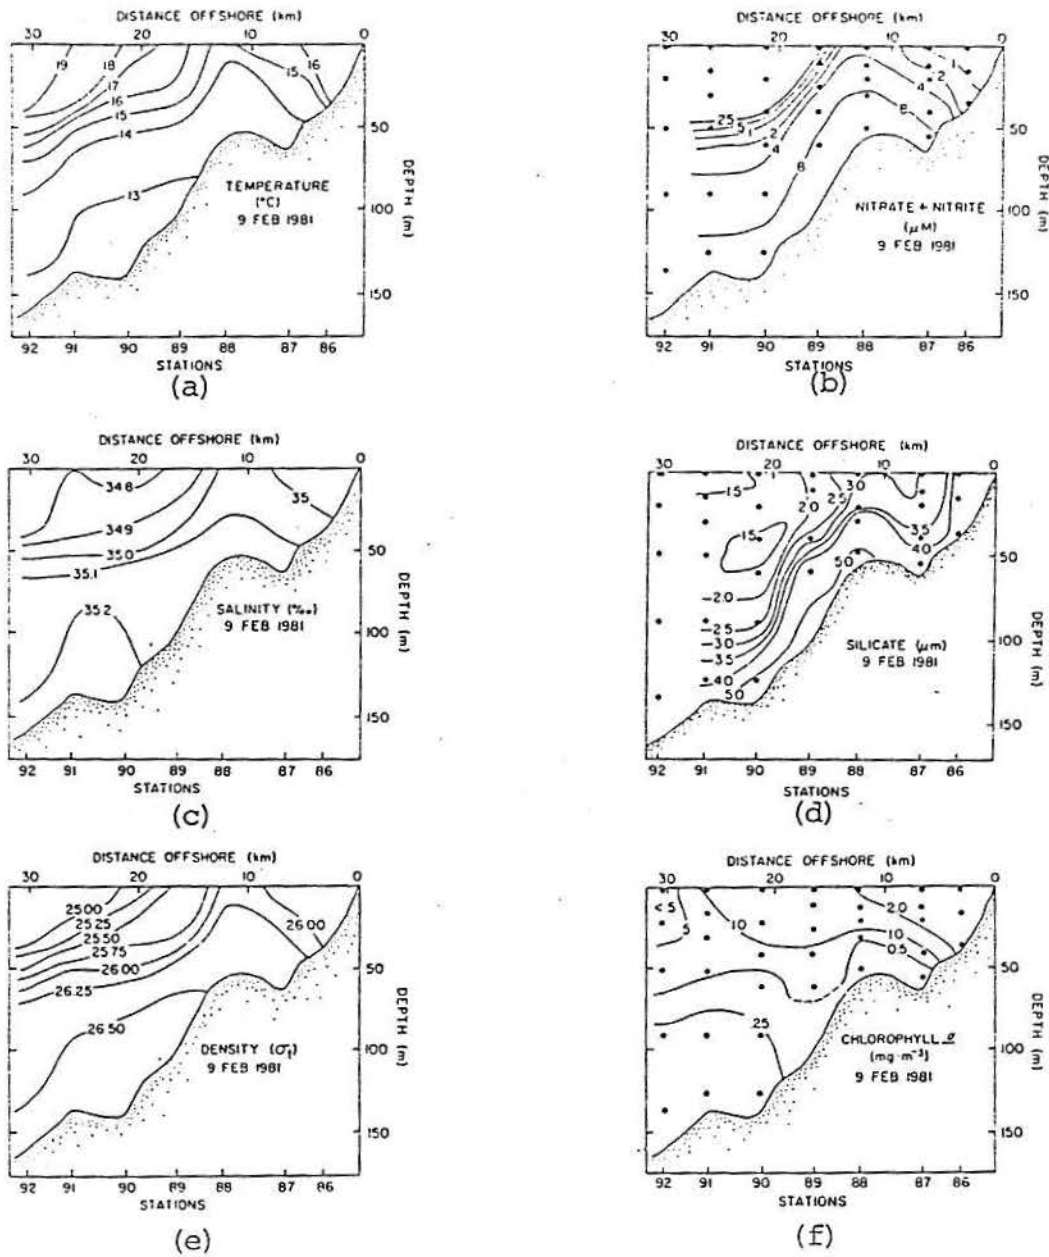 DISTANCE OFFSHORE (km)
30 20 10 0
19 18 17 16 15 14 13 15 16
50
100
150
DEPTH (m)
TEMPERATURE
(°C)
9 FEB 1981
92 91 90 89 88 87 86
STATIONS
(a)
DISTANCE OFFSHORE (km)
30 20 10 0
.25 .5 1 2 4 8 8 4 2 1
50
100
150
DEPTH (m)
NITRATE + NITRITE
(μM)
9 FEB 1981
92 91 90 89 88 87 86
STATIONS
(b)
DISTANCE OFFSHORE (km)
30 20 10 0
34.8 34.9 35.0 35.1 35.2 35
50
100
150
DEPTH (m)
SALINITY (‰)
9 FEB 1981
92 91 90 89 88 87 86
STATIONS
(c)
DISTANCE OFFSHORE (km)
30 20 10 0
1.5 2.0 2.5 3.0 3.5 4.0 5.0
1.5
2.0
2.5
3.0
3.5
4.0
5.0
50
100
150
DEPTH (m)
SILICATE (μm)
9 FEB 1981
92 91 90 89 88 87 86
STATIONS
(d)
DISTANCE OFFSHORE (km)
30 20 10 0
25.00
25.25
25.50
25.75
26.00
26.25
26.50
26.00
50
100
150
DEPTH (m)
DENSITY (σt)
9 FEB 1981
92 91 90 89 88 87 86
STATIONS
(e)
DISTANCE OFFSHORE (km)
30 20 10 0
<.5 .5 1.0 2.0 1.0 0.5
.25
50
100
150
DEPTH (m)
CHLOROPHYLL a
(mg·m⁻³)
9 FEB 1981
92 91 90 89 88 87 86
STATIONS
(f)